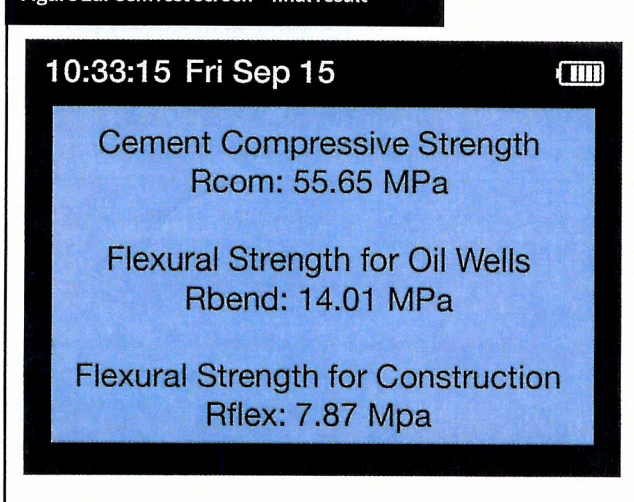 10:33:15 Fri Sep 15
Cement Compressive Strength
Rcom: 55.65 MPa
Flexural Strength for Oil Wells
Rbend: 14.01 MPa
Flexural Strength for Construction
Rflex: 7.87 Mpa